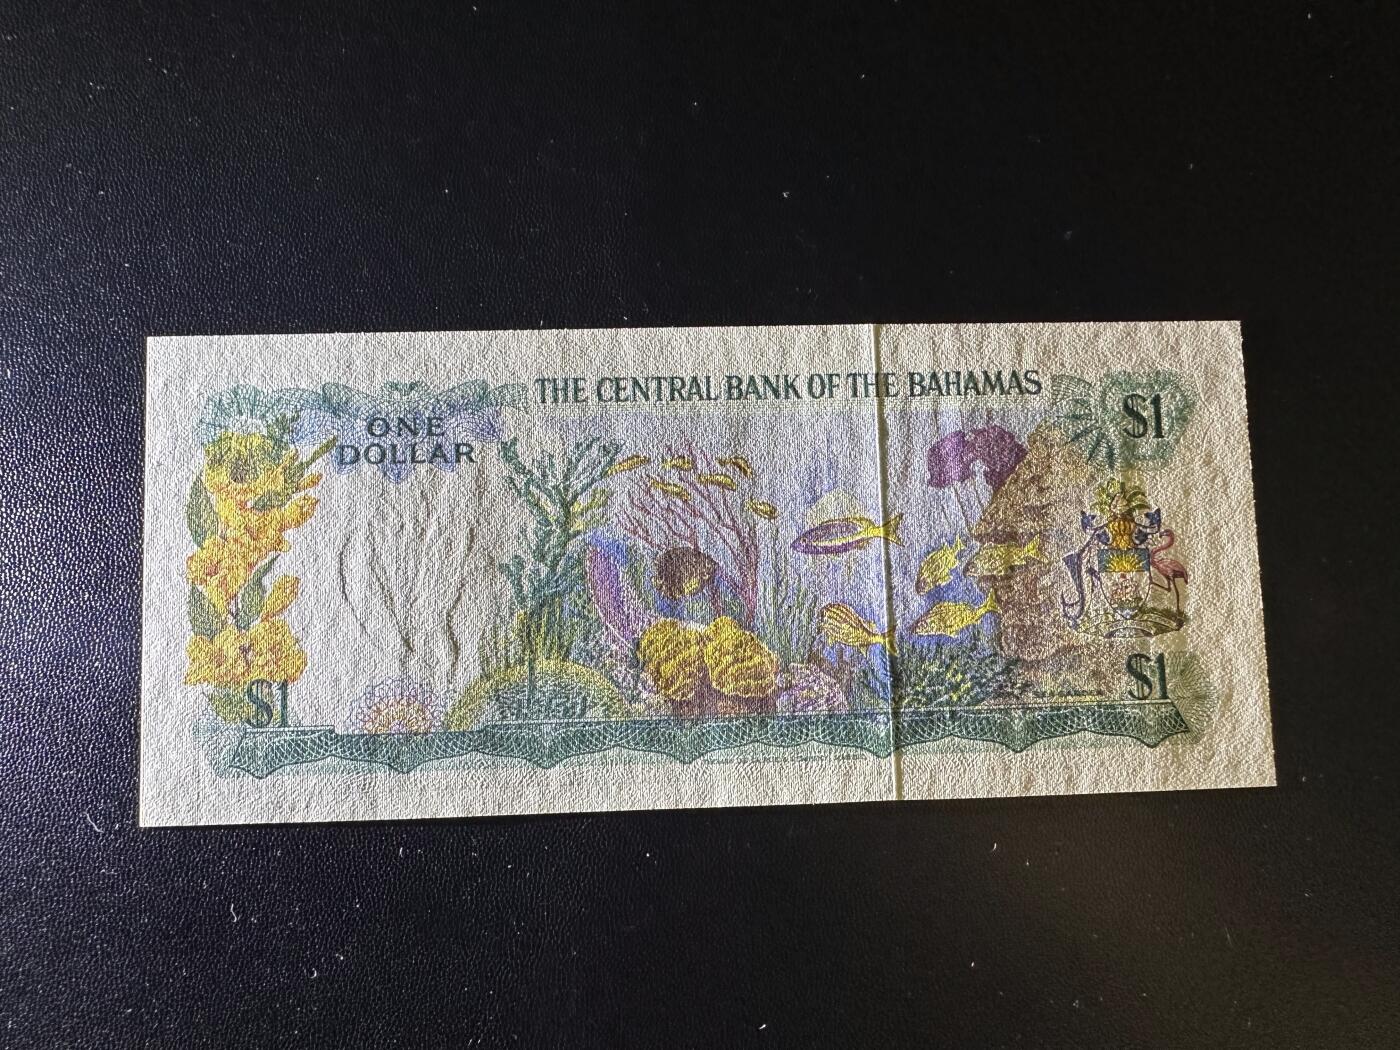 THE CENTRAL BANK OF THE BAHAMAS
$1
ONE
DOLLAR
$1
$1